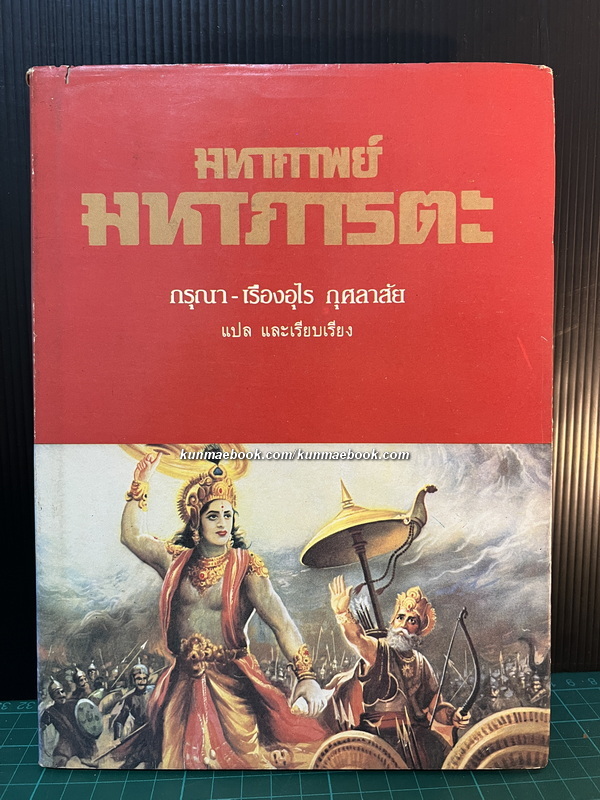 มหากาพย์
มหาภารตะ
กรุณา - เรืองอุไร กุศลาสัย
แปล และเรียบเรียง
kunmaebook.com/kunmaebook.com